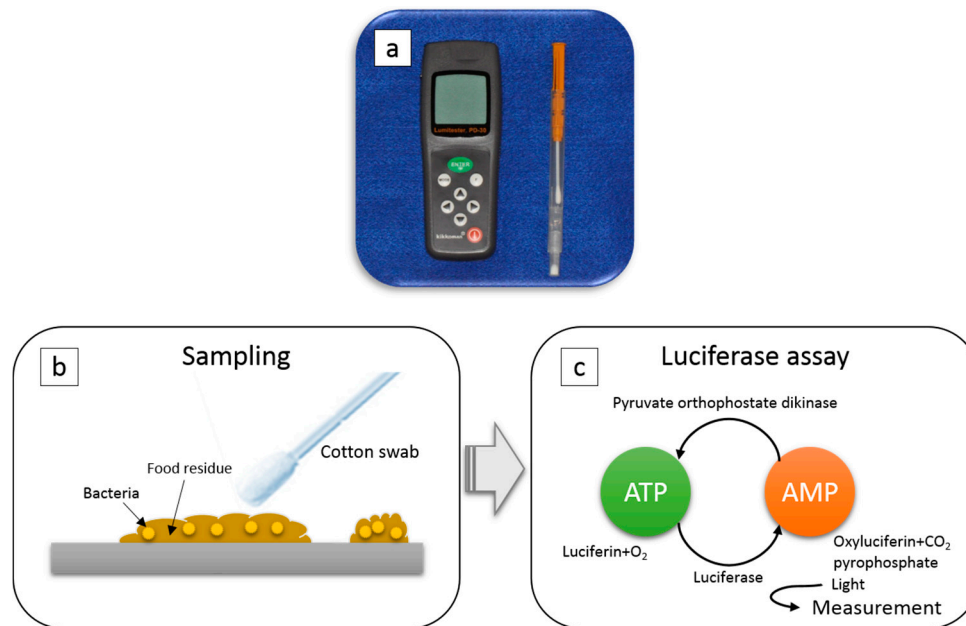 a
Lumitester PD-30
ENTER
kikkoman
b
Sampling
Cotton swab
Food residue
Bacteria
c
Luciferase assay
Pyruvate orthophostate dikinase
ATP
AMP
Luciferin+O₂
Luciferase
Oxyluciferin+CO₂
pyrophosphate
Light
Measurement